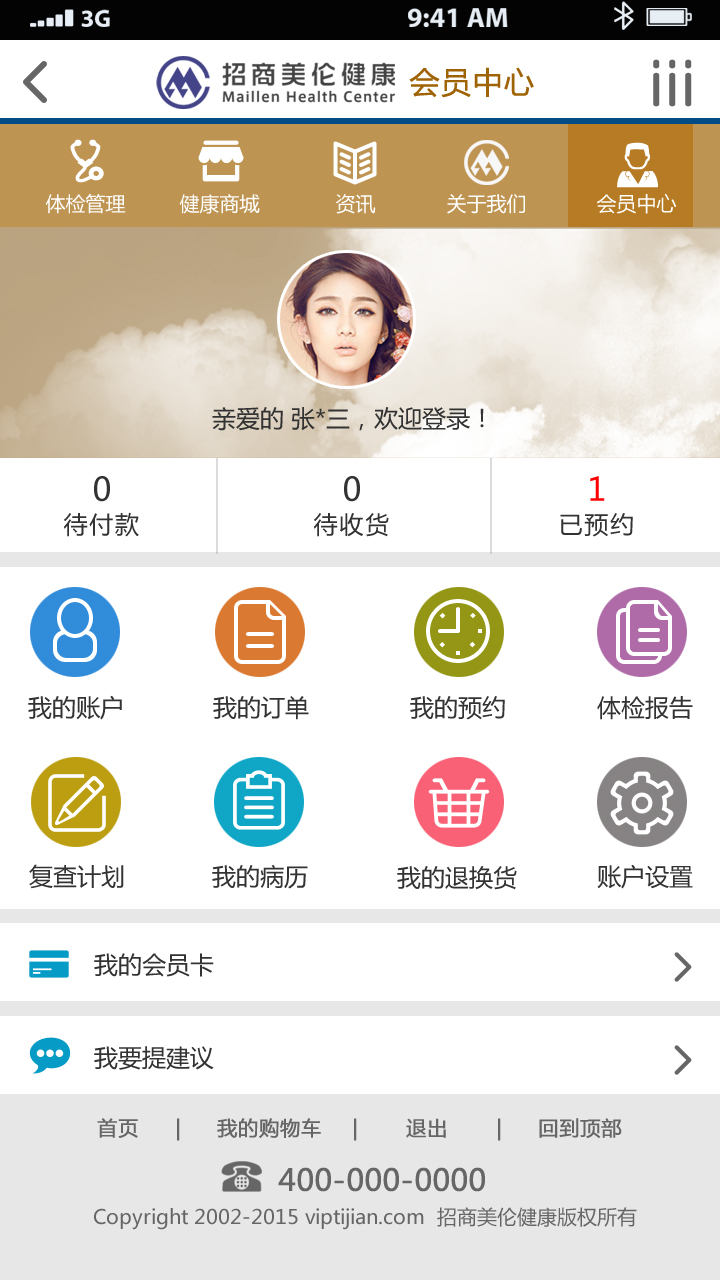 3G 9:41 AM
招商美伦健康 会员中心
Maillen Health Center
体检管理 健康商城 资讯 关于我们 会员中心
亲爱的 张*三，欢迎登录！
0 0 1
待付款 待收货 已预约
我的账户 我的订单 我的预约 体检报告
复查计划 我的病历 我的退换货 账户设置
我的会员卡
我要提建议
首页 | 我的购物车 | 退出 | 回到顶部
400-000-0000
Copyright 2002-2015 viptijian.com 招商美伦健康版权所有